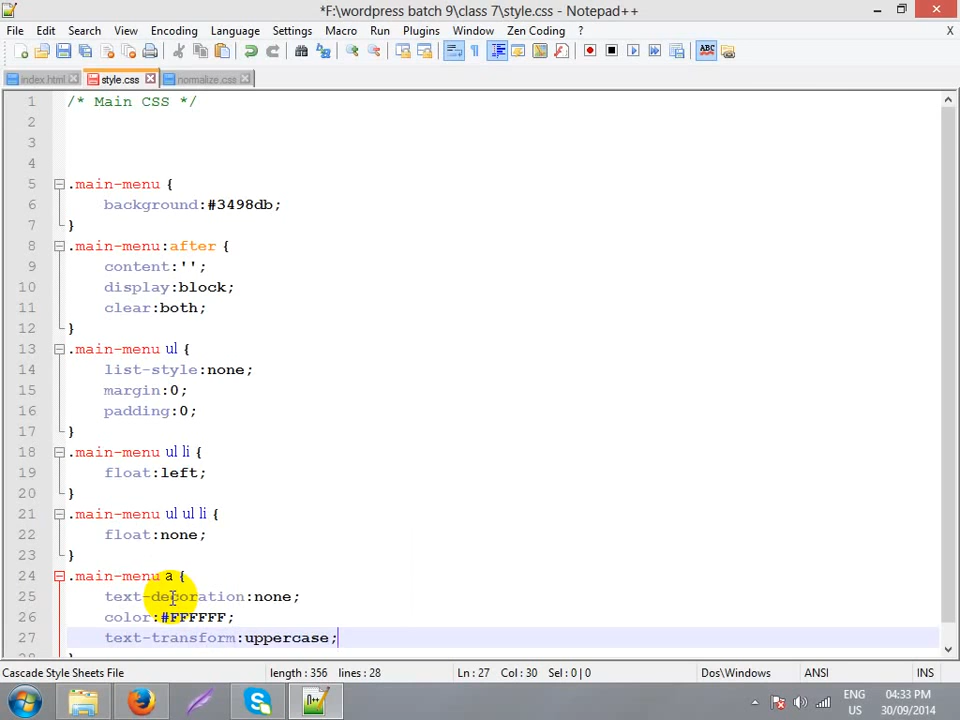 *F:\wordpress batch 9\class 7\style.css - Notepad++
File Edit Search View Encoding Language Settings Macro Run Plugins Window Zen Coding ? X
index.html style.css normalize.css
1 /* Main CSS */
2
3
4
5 .main-menu {
6 background:#3498db;
7 }
8 .main-menu:after {
9 content:'';
10 display:block;
11 clear:both;
12 }
13 .main-menu ul {
14 list-style:none;
15 margin:0;
16 padding:0;
17 }
18 .main-menu ul li {
19 float:left;
20 }
21 .main-menu ul ul li {
22 float:none;
23 }
24 .main-menu a {
25 text-decoration:none;
26 color:#FFFFFF;
27 text-transform:uppercase;
28 }
Cascade Style Sheets File length : 356 lines : 28 Ln : 27 Col : 30 Sel : 0 | 0 Dos\Windows ANSI INS
ENG 04:33 PM
US 30/09/2014